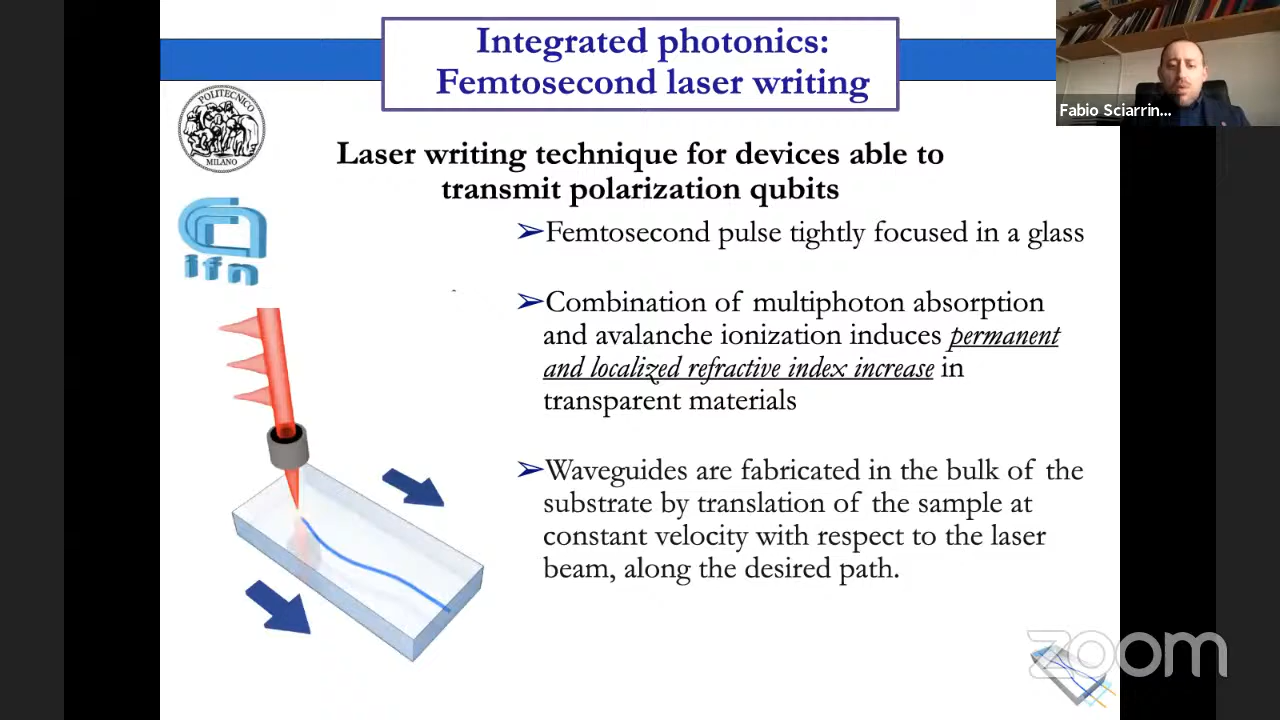 Integrated photonics:
Femtosecond laser writing
Fabio Sciarrin...
POLITECNICO
MILANO
Laser writing technique for devices able to
transmit polarization qubits
ifn
➢Femtosecond pulse tightly focused in a glass
➢Combination of multiphoton absorption
and avalanche ionization induces permanent
and localized refractive index increase in
transparent materials
➢Waveguides are fabricated in the bulk of the
substrate by translation of the sample at
constant velocity with respect to the laser
beam, along the desired path.
zoom